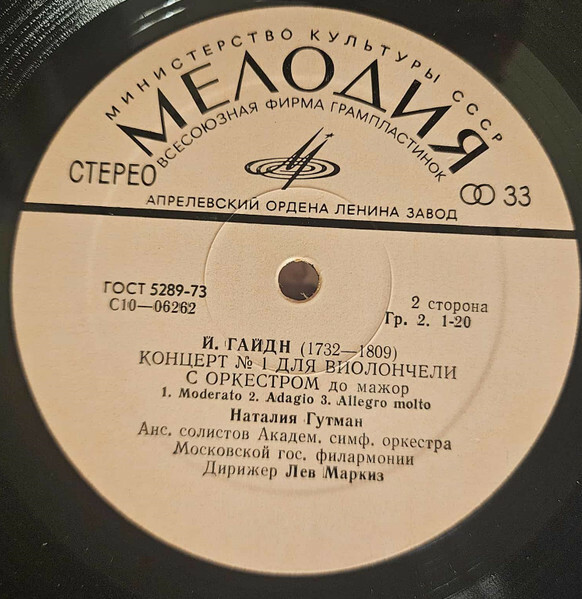 МИНИСТЕРСТВО КУЛЬТУРЫ СССР
МЕЛОДИЯ
ВСЕСОЮЗНАЯ ФИРМА ГРАМПЛАСТИНОК
СТЕРЕО
33
АПРЕЛЕВСКИЙ ОРДЕНА ЛЕНИНА ЗАВОД
ГОСТ 5289-73
С10—06262
2 сторона
Гр. 2. 1-20
Й. ГАЙДН (1732—1809)
КОНЦЕРТ № 1 ДЛЯ ВИОЛОНЧЕЛИ
С ОРКЕСТРОМ до мажор
1. Moderato 2. Adagio 3. Allegro molto
Наталия Гутман
Анс. солистов Академ. симф. оркестра
Московской гос. филармонии
Дирижер Лев Маркиз